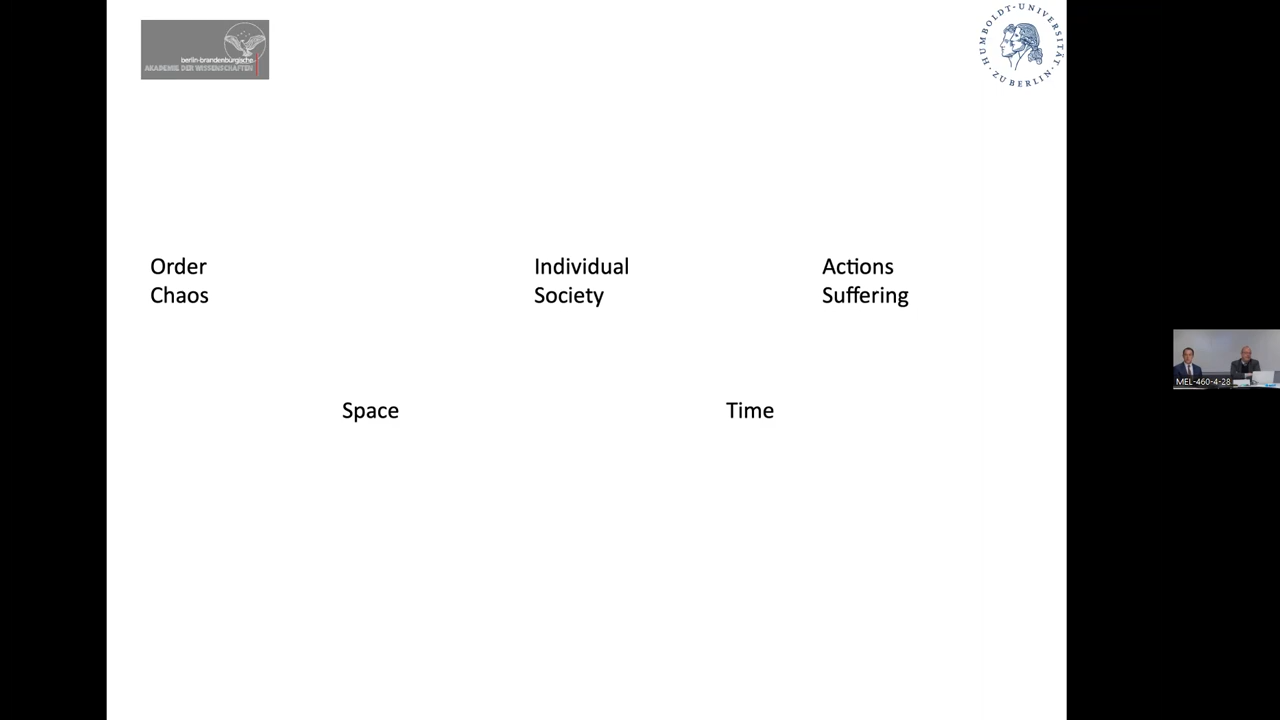 berlin-brandenburgische
AKADEMIE DER WISSENSCHAFTEN
HUMBOLDT-UNIVERSITÄT ZU BERLIN
Order
Chaos
Individual
Society
Actions
Suffering
Space
Time
MEL-460-4-28